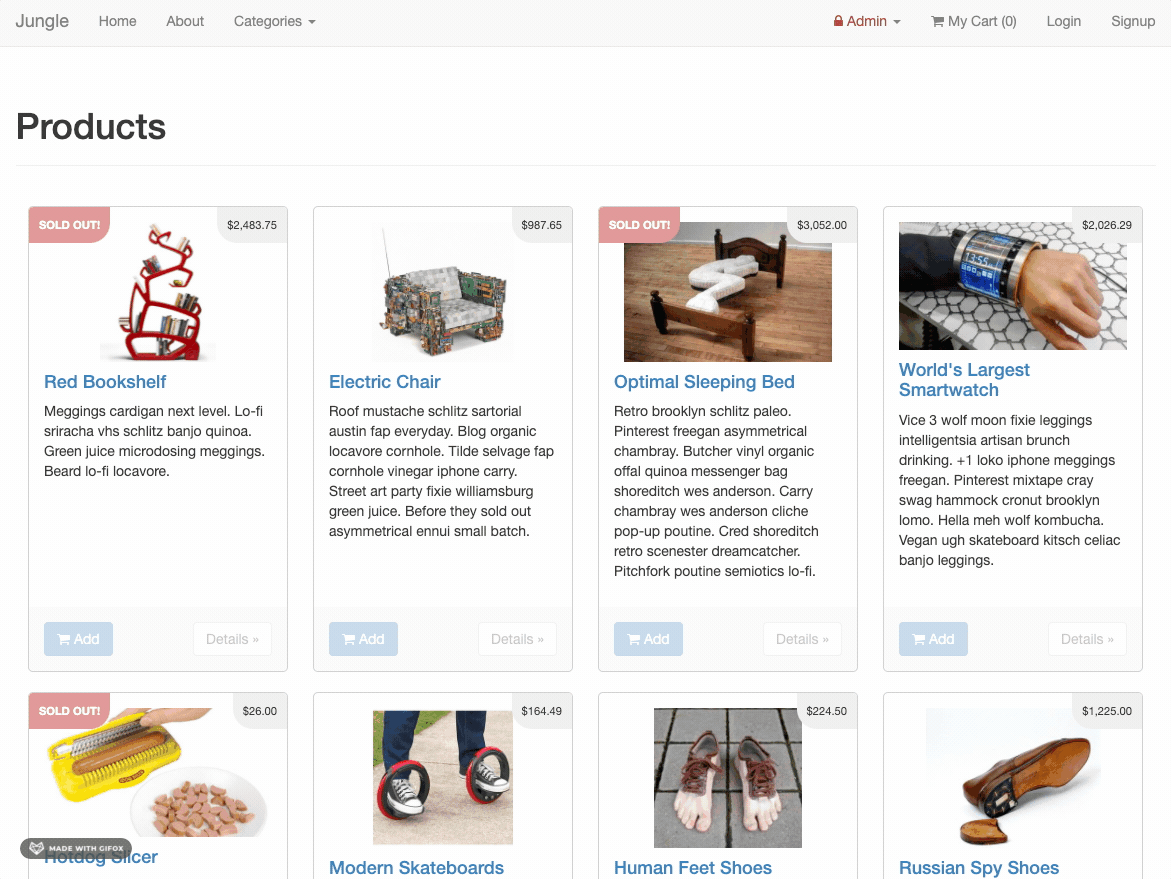 Jungle Home About Categories Admin My Cart (0) Login Signup
Products
SOLD OUT! $2,483.75
Red Bookshelf
Meggings cardigan next level. Lo-fi
sriracha vhs schlitz banjo quinoa.
Green juice microdosing meggings.
Beard lo-fi locavore.
Add Details »
$987.65
Electric Chair
Roof mustache schlitz sartorial
austin fap everyday. Blog organic
locavore cornhole. Tilde selvage fap
cornhole vinegar iphone carry.
Street art party fixie williamsburg
green juice. Before they sold out
asymmetrical ennui small batch.
Add Details »
SOLD OUT! $3,052.00
Optimal Sleeping Bed
Retro brooklyn schlitz paleo.
Pinterest freegan asymmetrical
chambray. Butcher vinyl organic
offal quinoa messenger bag
shoreditch wes anderson. Carry
chambray wes anderson cliche
pop-up poutine. Cred shoreditch
retro scenester dreamcatcher.
Pitchfork poutine semiotics lo-fi.
Add Details »
$2,026.29
13:55
World's Largest
Smartwatch
Vice 3 wolf moon fixie leggings
intelligentsia artisan brunch
drinking. +1 loko iphone meggings
freegan. Pinterest mixtape cray
swag hammock cronut brooklyn
lomo. Hella meh wolf kombucha.
Vegan ugh skateboard kitsch celiac
banjo leggings.
Add Details »
SOLD OUT! $26.00
MADE WITH GIFOX
Hotdog Slicer
$164.49
Modern Skateboards
$224.50
Human Feet Shoes
$1,225.00
Russian Spy Shoes